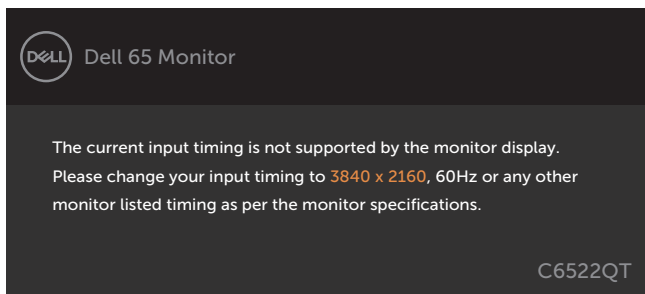 DELL
Dell 65 Monitor
The current input timing is not supported by the monitor display.
Please change your input timing to 3840 x 2160, 60Hz or any other
monitor listed timing as per the monitor specifications.
C6522QT